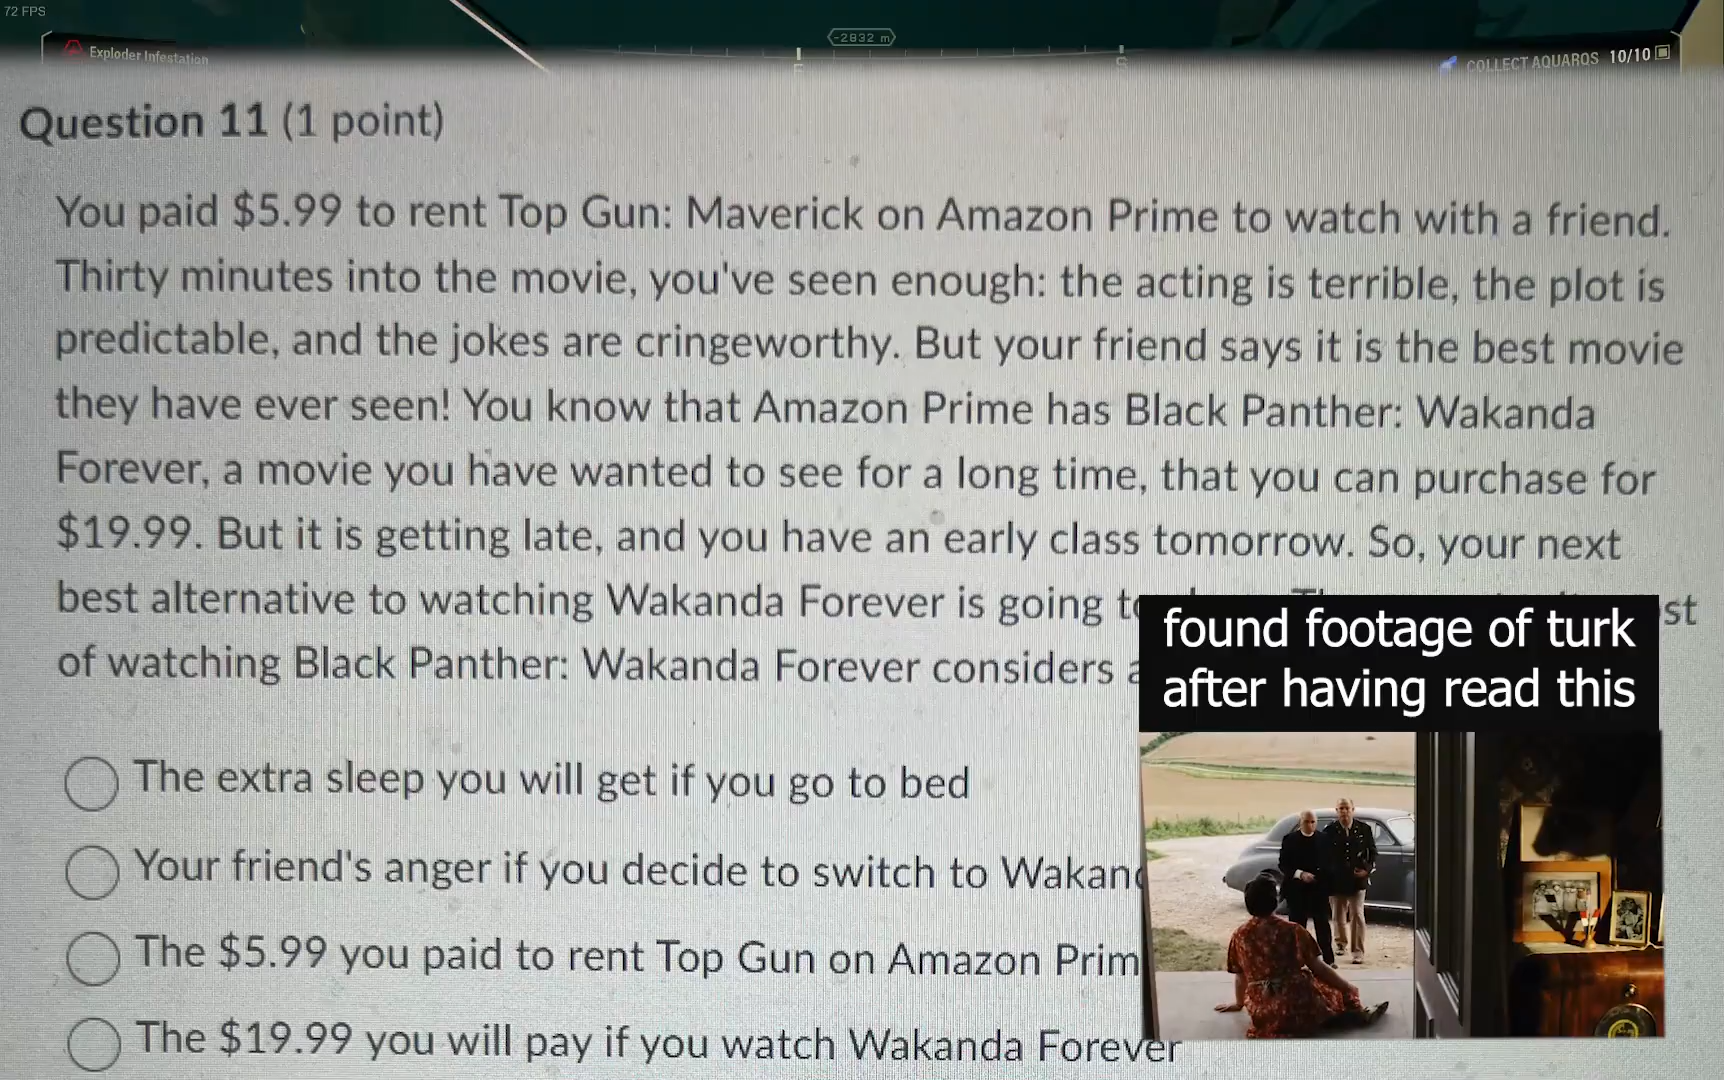 72 FPS
-2832 m
Exploder Infestation
COLLECT AQUARQS 10/10
E
S
Question 11 (1 point)
You paid $5.99 to rent Top Gun: Maverick on Amazon Prime to watch with a friend.
Thirty minutes into the movie, you've seen enough: the acting is terrible, the plot is
predictable, and the jokes are cringeworthy. But your friend says it is the best movie
they have ever seen! You know that Amazon Prime has Black Panther: Wakanda
Forever, a movie you have wanted to see for a long time, that you can purchase for
$19.99. But it is getting late, and you have an early class tomorrow. So, your next
best alternative to watching Wakanda Forever is going
of watching Black Panther: Wakanda Forever considers
found footage of turk
after having read this
The extra sleep you will get if you go to bed
Your friend's anger if you decide to switch to
The $5.99 you paid to rent Top Gun on Amazon
The $19.99 you will pay if you watch Wakanda Forever